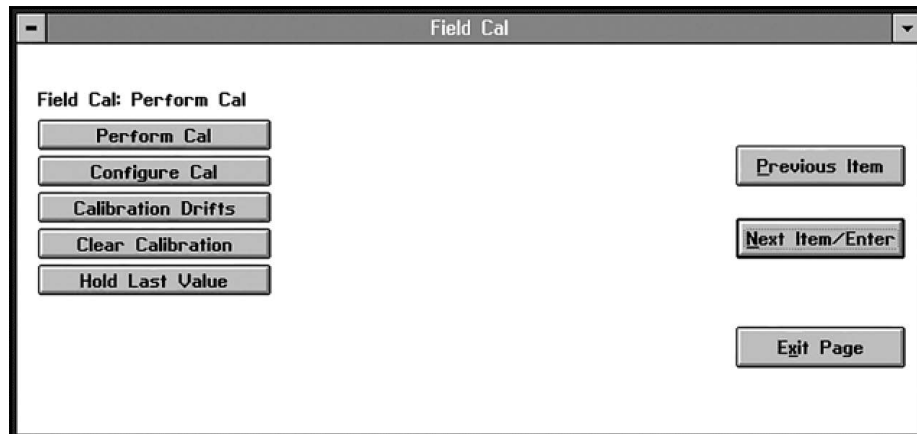 Field Cal
Field Cal: Perform Cal
Perform Cal
Configure Cal
Calibration Drifts
Clear Calibration
Hold Last Value
Previous Item
Next Item/Enter
Exit Page